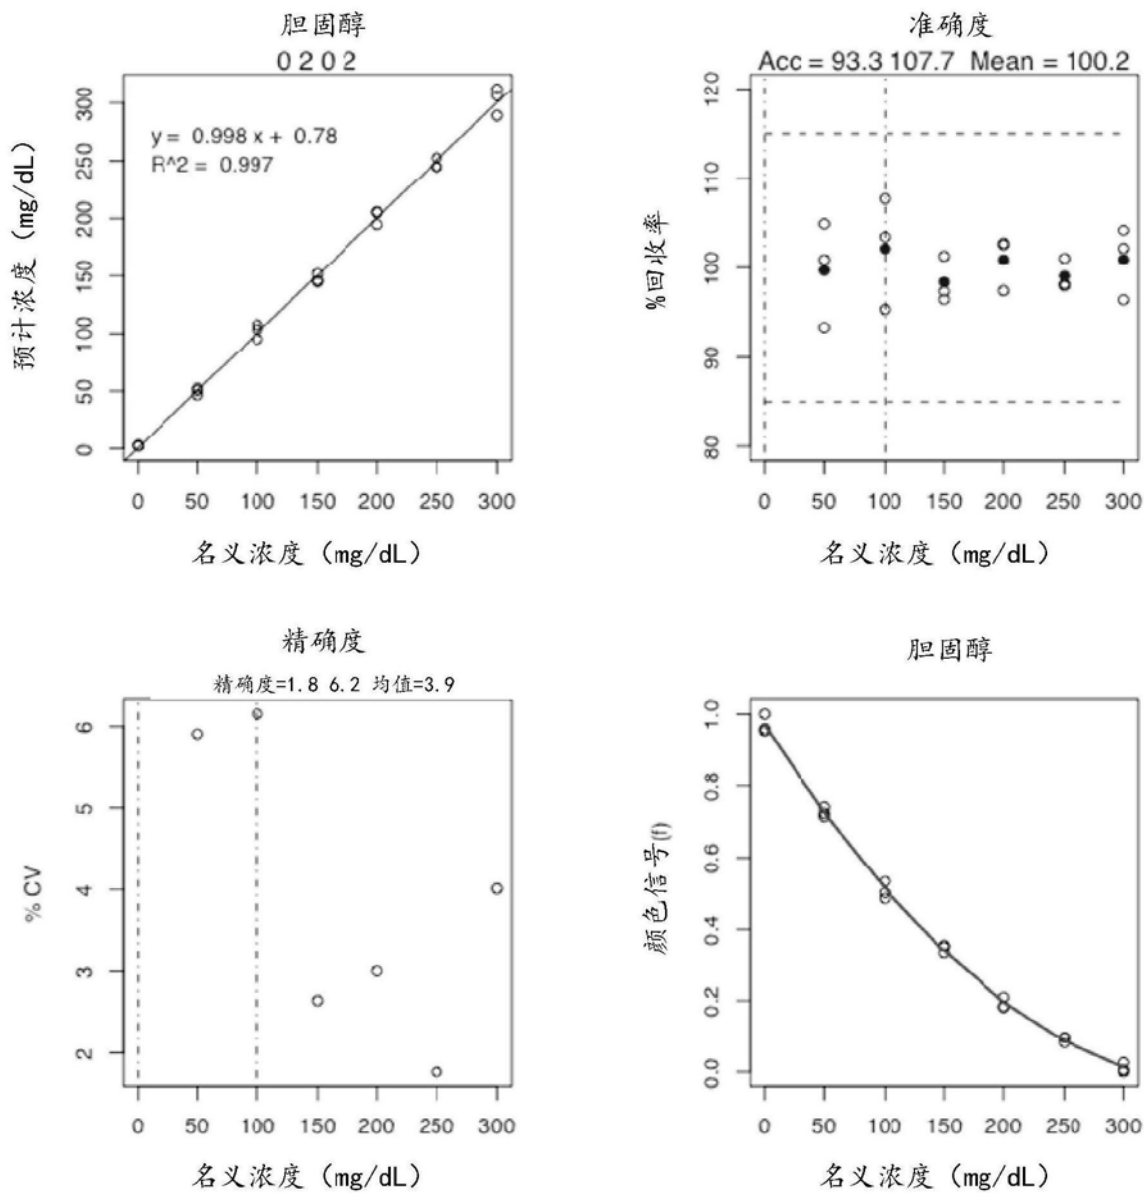 胆固醇
0 2 0 2
y = 0.998 x + 0.78
R^2 = 0.997
预计浓度 (mg/dL)
300
250
200
150
100
50
0
0 50 100 150 200 250 300
名义浓度 (mg/dL)
准确度
Acc = 93.3 107.7 Mean = 100.2
%回收率
120
110
100
90
80
0 50 100 150 200 250 300
名义浓度 (mg/dL)
精确度
精确度=1.8 6.2 均值=3.9
% CV
6
5
4
3
2
0 50 100 150 200 250 300
名义浓度 (mg/dL)
胆固醇
颜色信号(f)
1.0
0.8
0.6
0.4
0.2
0.0
0 50 100 150 200 250 300
名义浓度 (mg/dL)